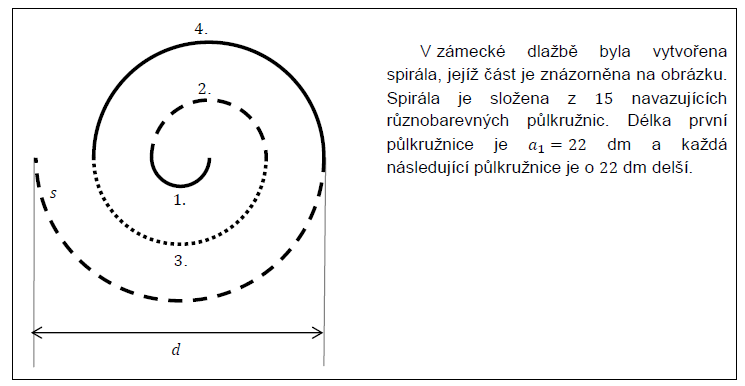 4.
2.
s
1.
3.
d
V zámecké dlažbě byla vytvořena
spirála, jejíž část je znázorněna na obrázku.
Spirála je složena z 15 navazujících
různobarevných půlkružnic. Délka první
půlkružnice je a₁ = 22 dm a každá
následující půlkružnice je o 22 dm delší.